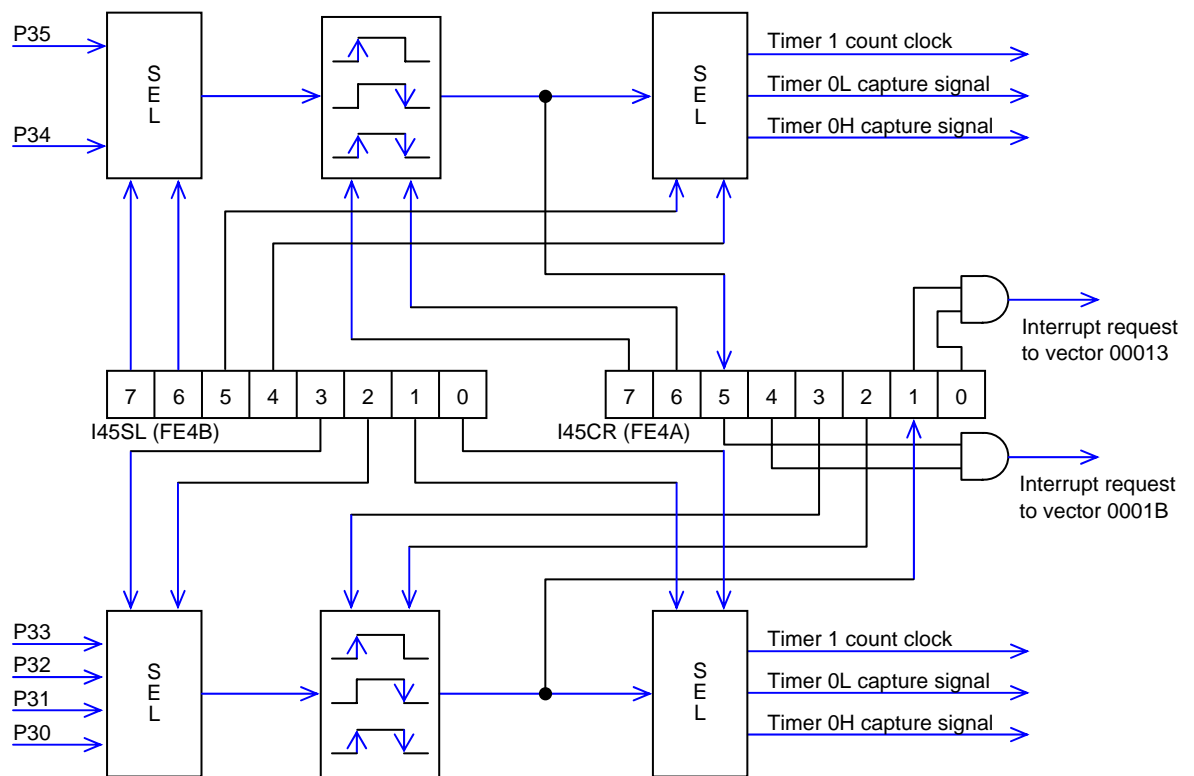 P35
P34
S
E
L
S
E
L
Timer 1 count clock
Timer 0L capture signal
Timer 0H capture signal
Interrupt request
to vector 00013
7 6 5 4 3 2 1 0
7 6 5 4 3 2 1 0
I45SL (FE4B)
I45CR (FE4A)
Interrupt request
to vector 0001B
P33
P32
P31
P30
S
E
L
S
E
L
Timer 1 count clock
Timer 0L capture signal
Timer 0H capture signal